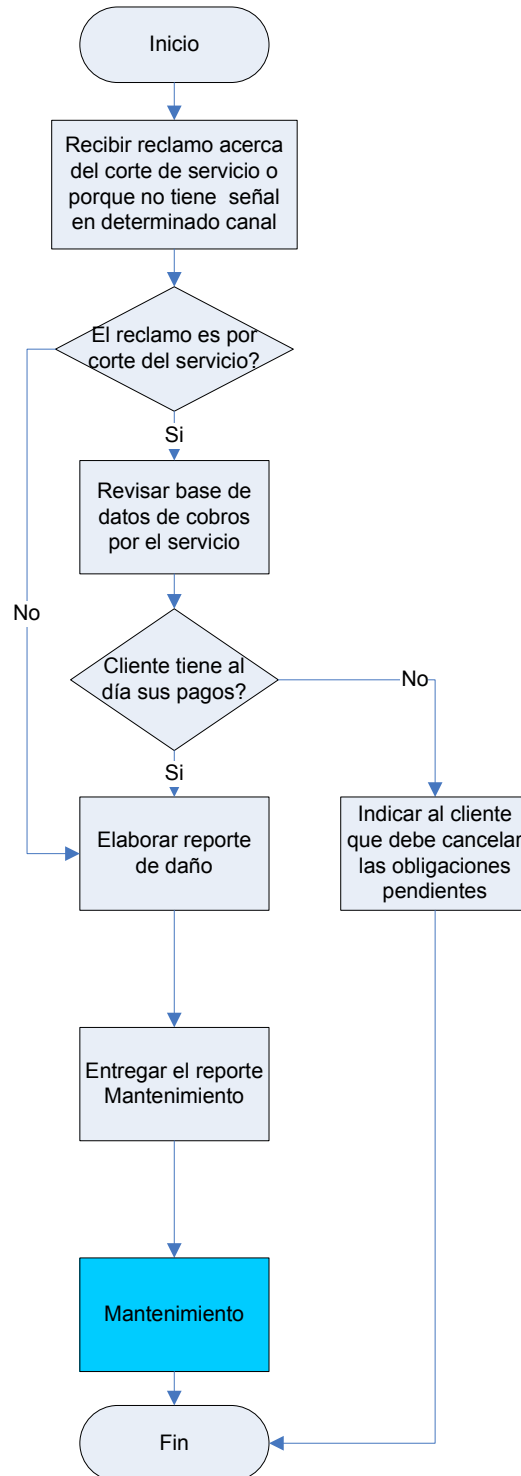 Inicio
Recibir reclamo acerca
del corte de servicio o
porque no tiene señal
en determinado canal
El reclamo es por
corte del servicio?
Si
Revisar base de
datos de cobros
por el servicio
No
Cliente tiene al
día sus pagos?
No
Si
Elaborar reporte
de daño
Indicar al cliente
que debe cancelar
las obligaciones
pendientes
Entregar el reporte
Mantenimiento
Mantenimiento
Fin